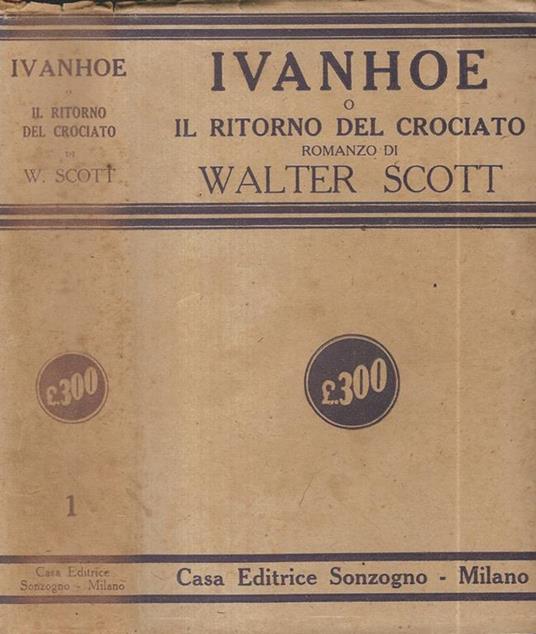 IVANHOE
O
IL RITORNO
DEL CROCIATO
DI
W. SCOTT
£.300
1
Casa Editrice
Sonzogno - Milano
IVANHOE
O
IL RITORNO DEL CROCIATO
ROMANZO DI
WALTER SCOTT
£.300
Casa Editrice Sonzogno - Milano